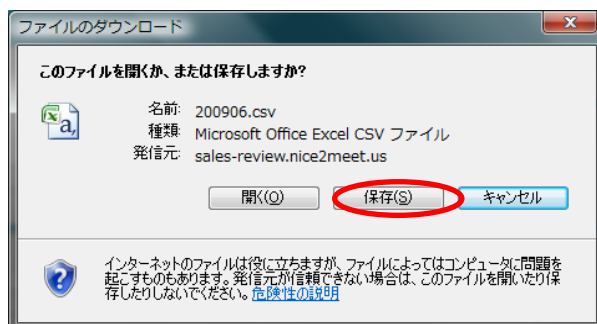 ファイルのダウンロード
このファイルを開くか、または保存しますか?
名前: 200906.csv
種類: Microsoft Office Excel CSV ファイル
発信元: sales-review.nice2meet.us
開く(O) 保存(S) キャンセル
インターネットのファイルは役に立ちますが、ファイルによってはコンピュータに問題を
起こすものもあります。発信元が信頼できない場合は、このファイルを開いたり保
存したりしないでください。危険性の説明